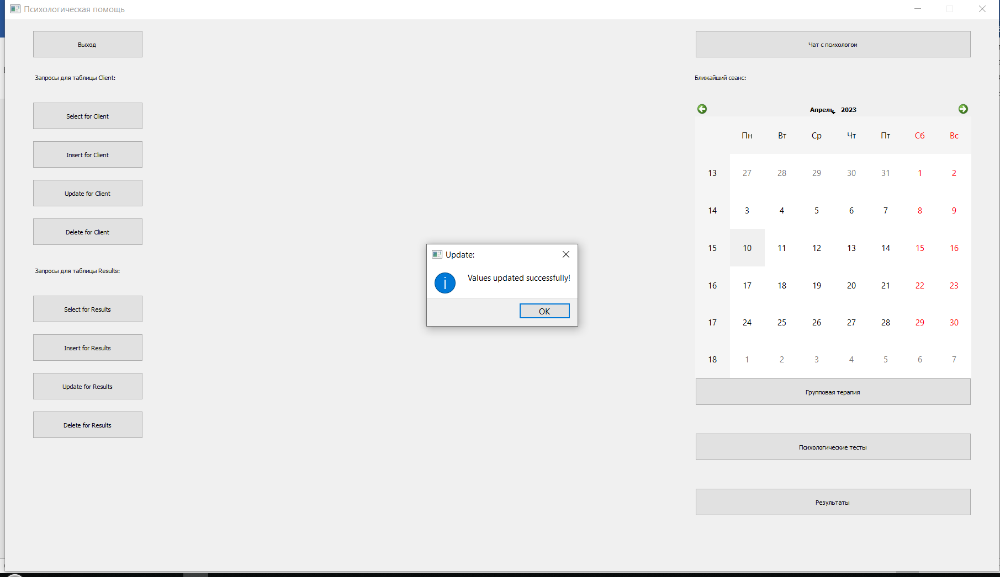 Психологическая помощь
Выход
Запросы для таблицы Client:
Select for Client
Insert for Client
Update for Client
Delete for Client
Запросы для таблицы Results:
Select for Results
Insert for Results
Update for Results
Delete for Results
Update:
Values updated successfully!
OK
Чат с психологом
Ближайший сеанс:
Апрель 2023
Пн Вт Ср Чт Пт Сб Вс
13 27 28 29 30 31 1 2
14 3 4 5 6 7 8 9
15 10 11 12 13 14 15 16
16 17 18 19 20 21 22 23
17 24 25 26 27 28 29 30
18 1 2 3 4 5 6 7
Групповая терапия
Психологические тесты
Результаты